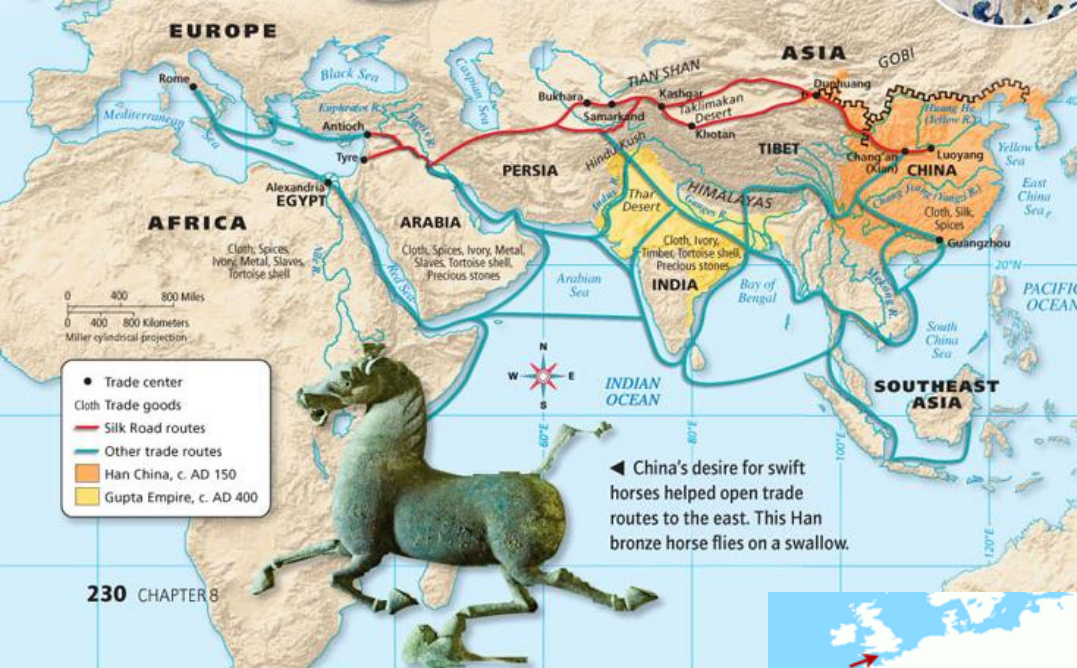 EUROPE
ASIA
GOBI
Rome
Black Sea
Caspian Sea
TIAN SHAN
Dunhuang
Bukhara
Kashgar
Samarkand
Taklimakan
Desert
Khotan
Huang He
(Yellow R.)
Mediterranean
Sea
Euphrates R.
Tigris R.
Antioch
Tyre
PERSIA
Hindu Kush
TIBET
Chang'an
(Xi'an)
Luoyang
CHINA
Yellow
Sea
East
China
Sea
Alexandria
EGYPT
AFRICA
ARABIA
Indus R.
Thar
Desert
HIMALAYAS
Ganges R.
Chang Jiang (Yangzi R.)
Cloth, Silk,
Spices
Guangzhou
Cloth, Spices,
Ivory, Metal, Slaves,
Tortoise shell
Nile R.
Red Sea
Cloth, Spices, Ivory, Metal,
Slaves, Tortoise shell,
Precious stones
Cloth, Ivory,
Timber, Tortoise shell,
Precious stones
INDIA
Arabian
Sea
Bay of
Bengal
Mekong R.
20°N
PACIFIC
OCEAN
South
China
Sea
0 400 800 Miles
0 400 800 Kilometers
Miller cylindrical projection
N
W E
S
INDIAN
OCEAN
SOUTHEAST
ASIA
60°E
80°E
100°E
120°E
Trade center
Cloth Trade goods
Silk Road routes
Other trade routes
Han China, c. AD 150
Gupta Empire, c. AD 400
◀ China's desire for swift
horses helped open trade
routes to the east. This Han
bronze horse flies on a swallow.
230 CHAPTER 8